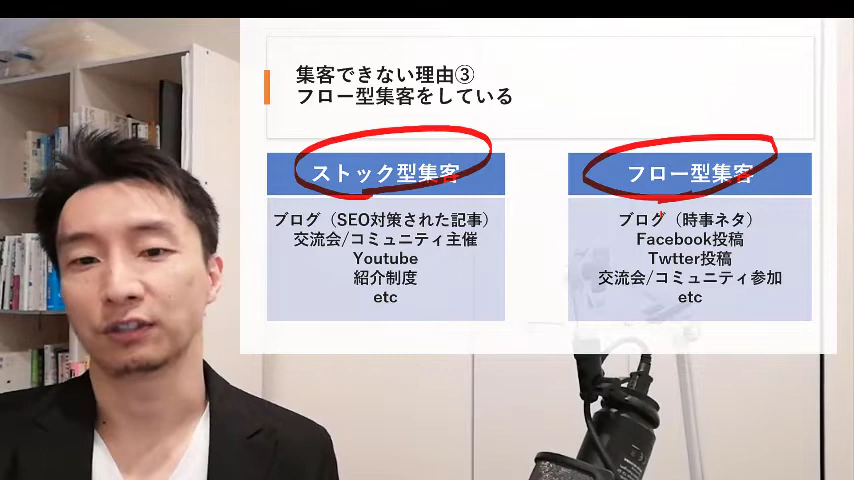 集客できない理由③
フロー型集客をしている
ストック型集客
ブログ（SEO対策された記事）
交流会/コミュニティ主催
Youtube
紹介制度
etc
フロー型集客
ブログ（時事ネタ）
Facebook投稿
Twtter投稿
交流会/コミュニティ参加
etc